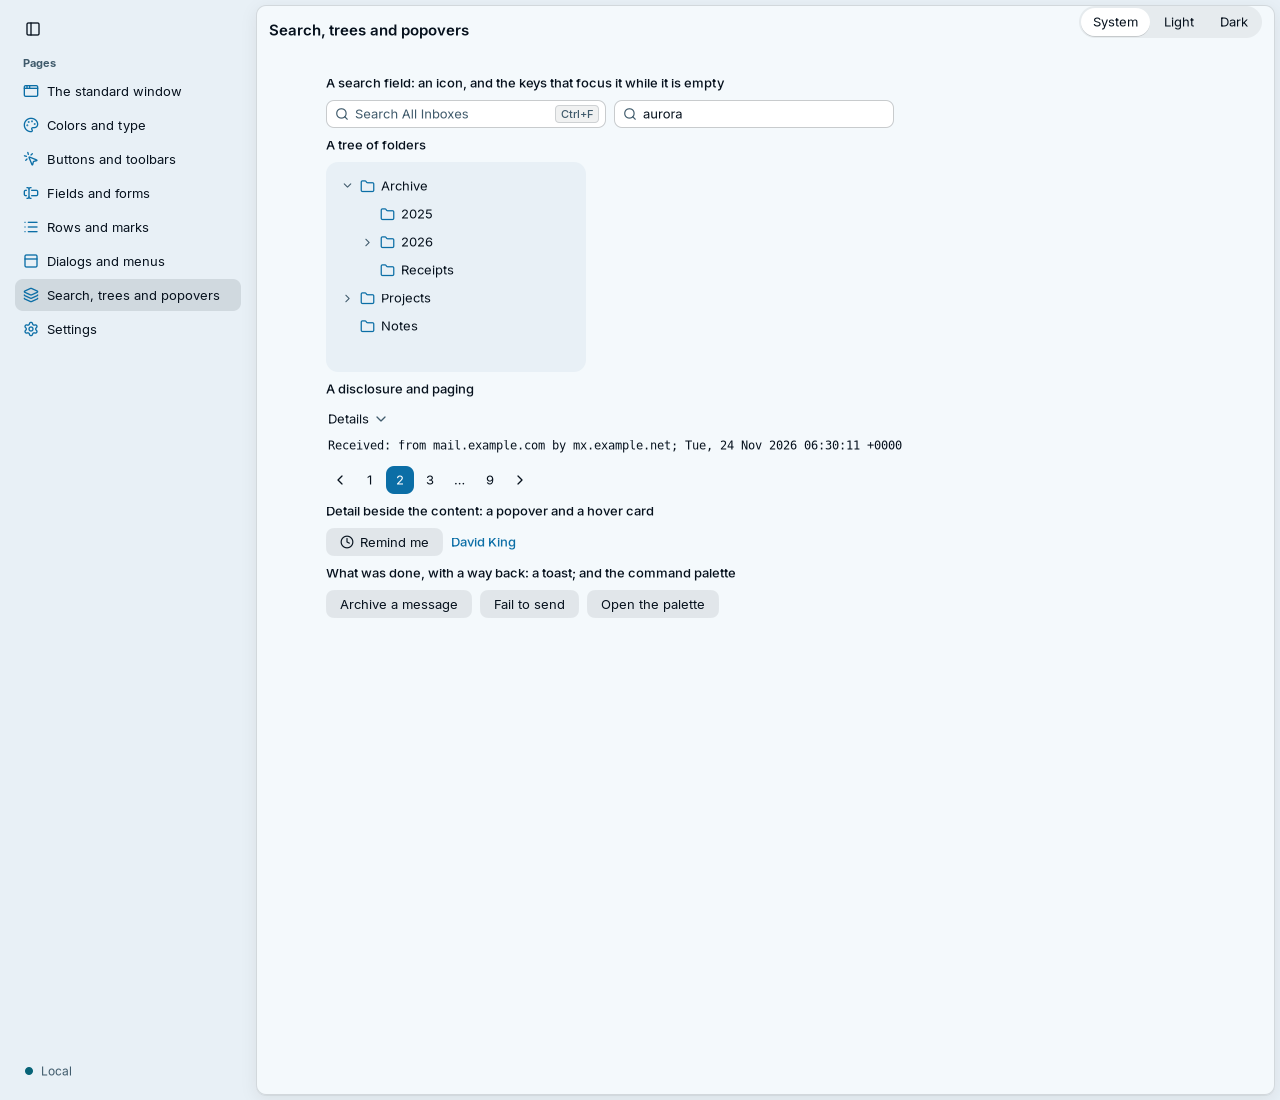 Pages
The standard window
Colors and type
Buttons and toolbars
Fields and forms
Rows and marks
Dialogs and menus
Search, trees and popovers
Settings
Local
Search, trees and popovers
System Light Dark
A search field: an icon, and the keys that focus it while it is empty
Search All Inboxes Ctrl+F aurora
A tree of folders
Archive
2025
2026
Receipts
Projects
Notes
A disclosure and paging
Details
Received: from mail.example.com by mx.example.net; Tue, 24 Nov 2026 06:30:11 +0000
1 2 3 … 9
Detail beside the content: a popover and a hover card
Remind me David King
What was done, with a way back: a toast; and the command palette
Archive a message Fail to send Open the palette